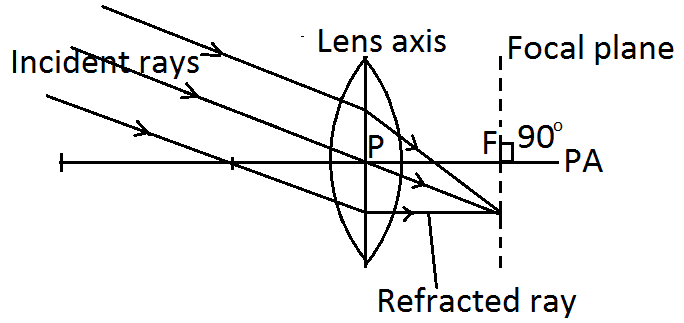 Lens axis
Focal plane
Incident rays
P
F
90°
PA
Refracted ray